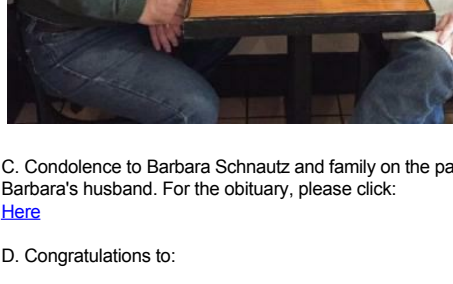 C. Condolence to Barbara Schnautz and family on the pa
Barbara's husband. For the obituary, please click:
Here
D. Congratulations to: